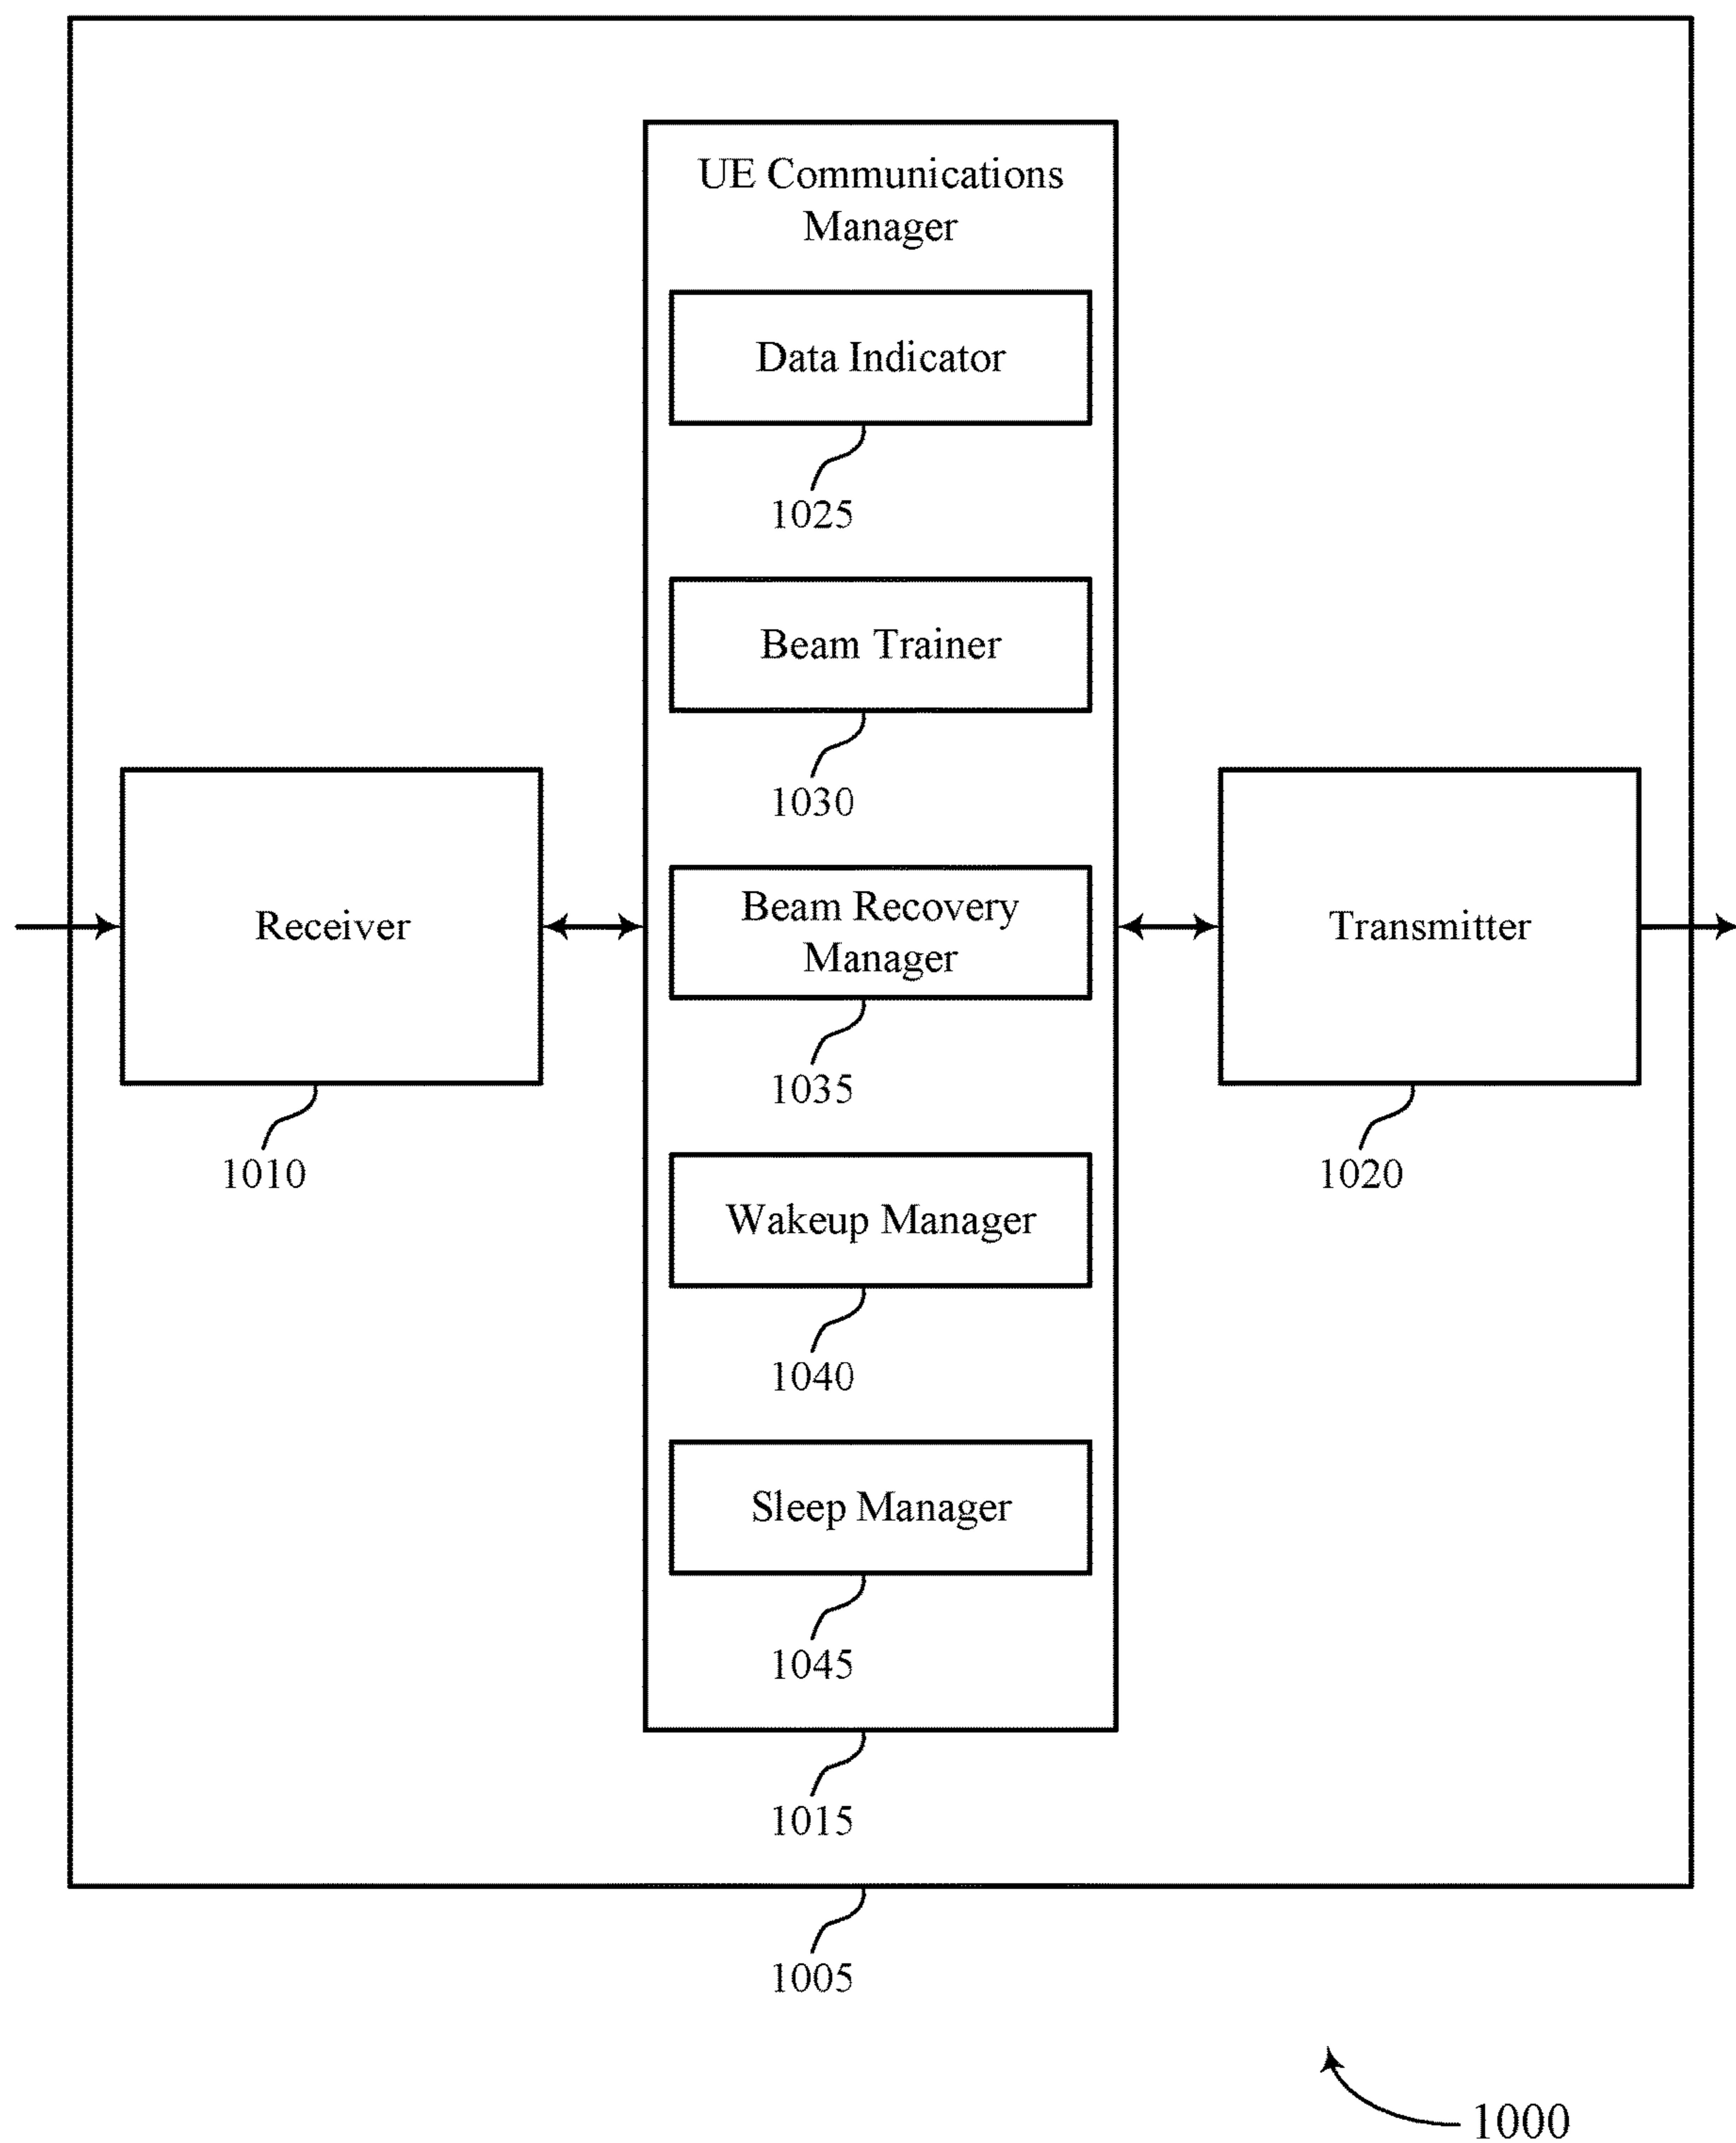 UE Communications
Manager
Data Indicator
1025
Beam Trainer
1030
Receiver
1010
Beam Recovery
Manager
1035
Transmitter
1020
Wakeup Manager
1040
Sleep Manager
1045
1015
1005
1000